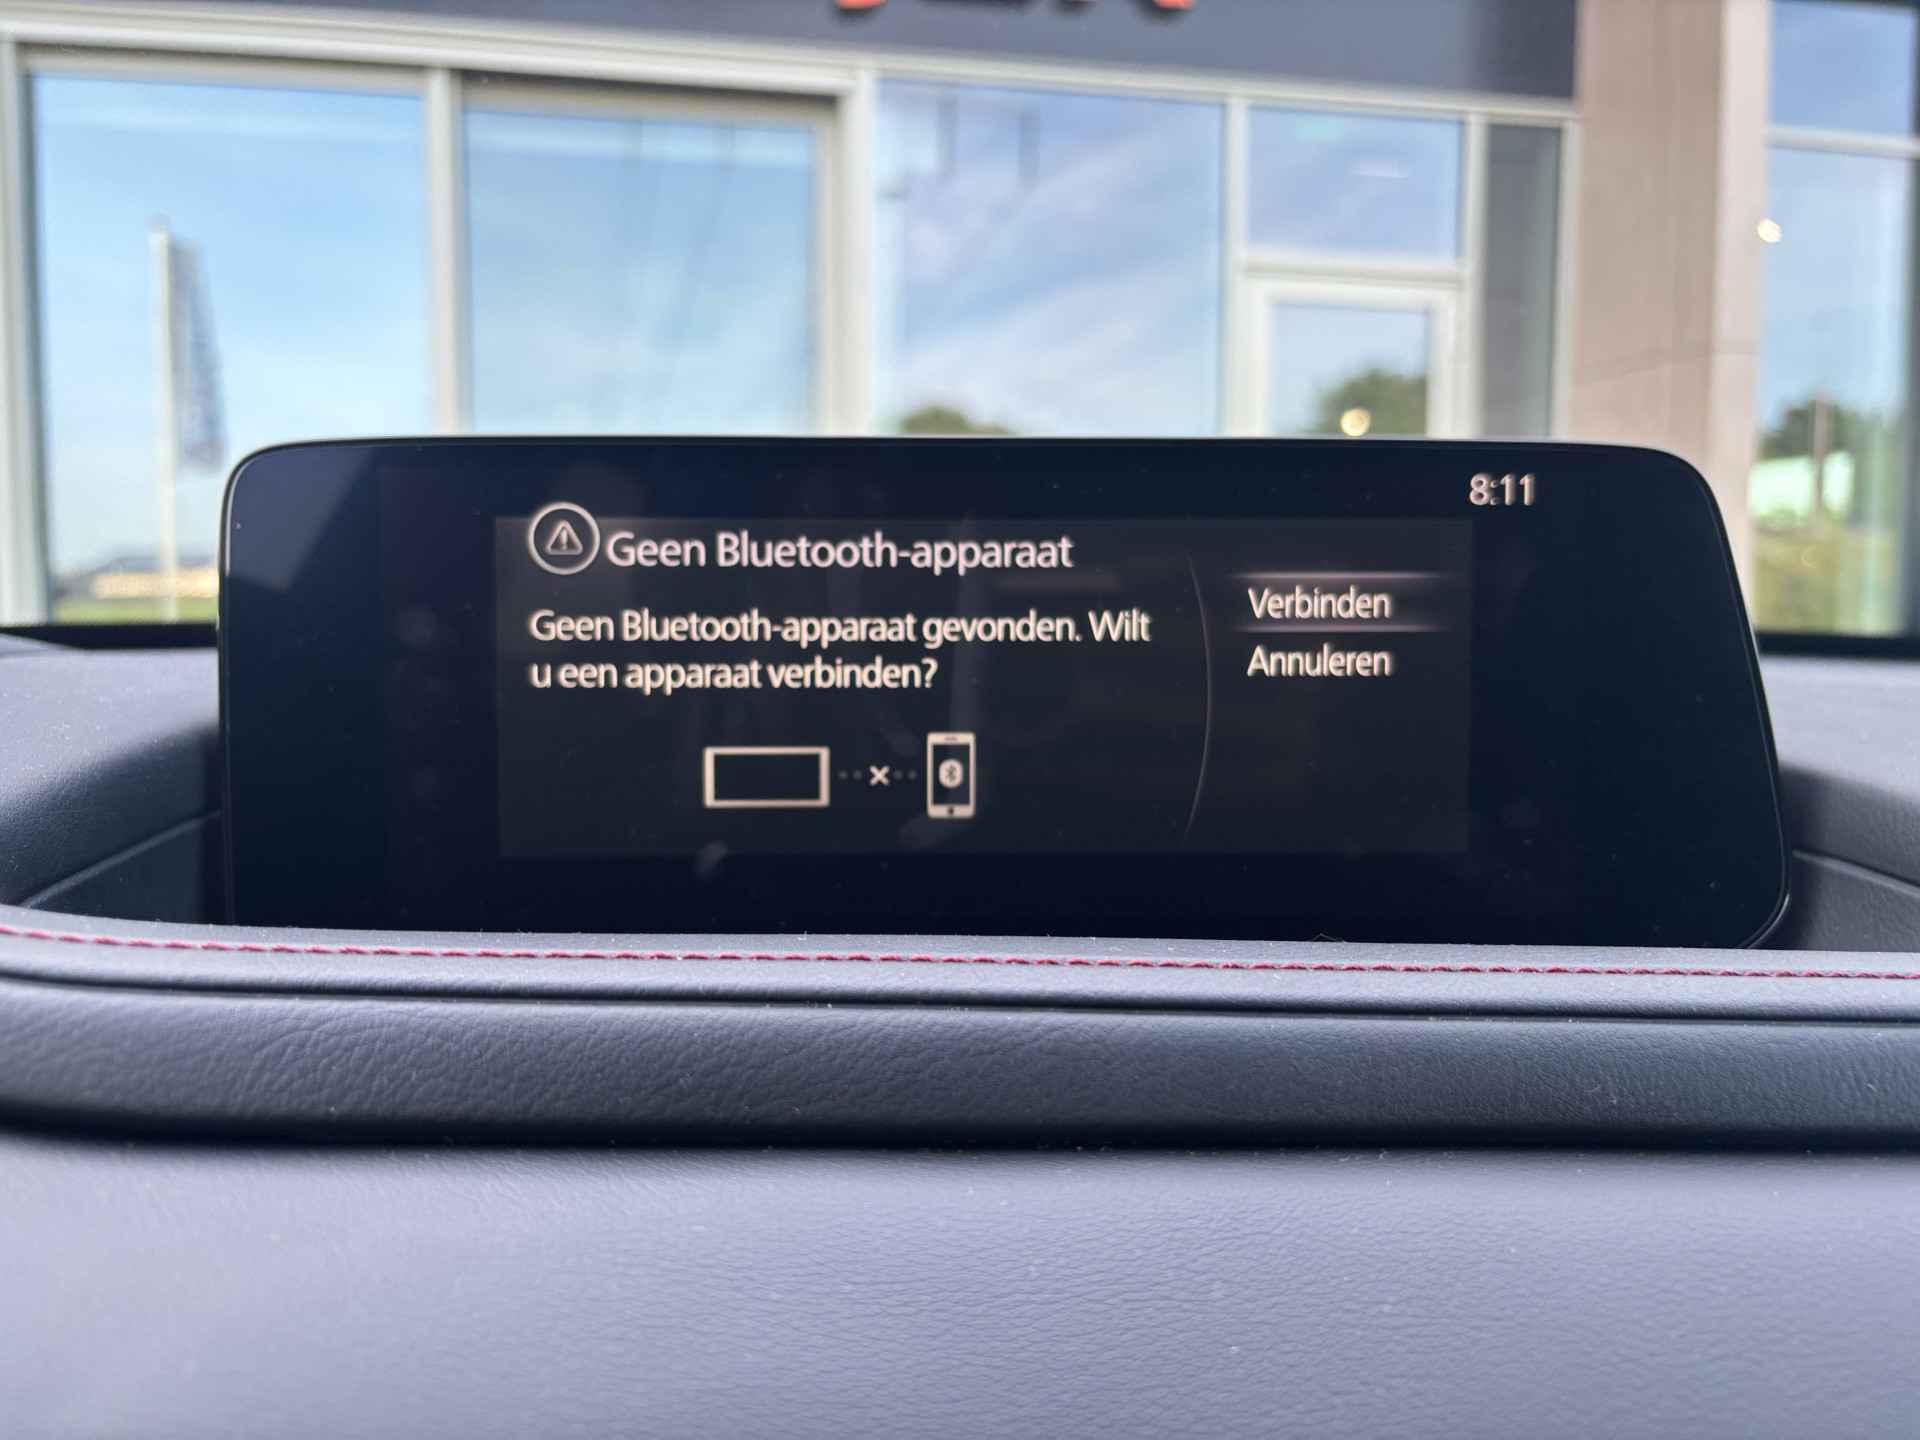 8:11
Geen Bluetooth-apparaat
Geen Bluetooth-apparaat gevonden. Wilt
u een apparaat verbinden?
Verbinden
Annuleren